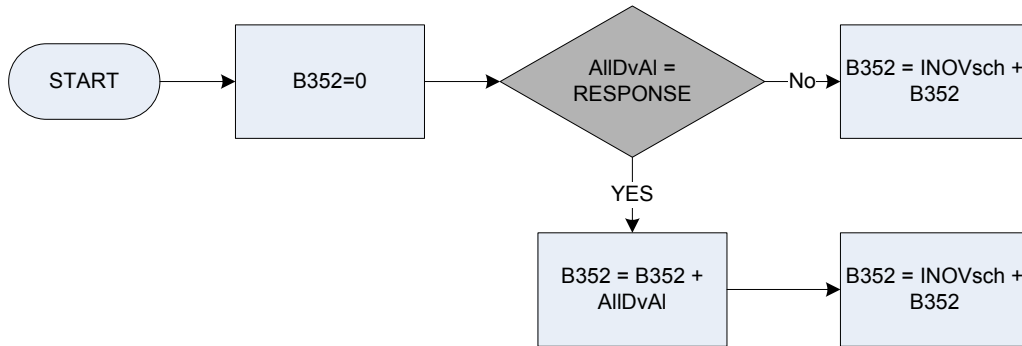 START
B352=0
AllDvAl =
RESPONSE
No
B352 = INOVsch +
B352
YES
B352 = B352 +
AllDvAl
B352 = INOVsch +
B352